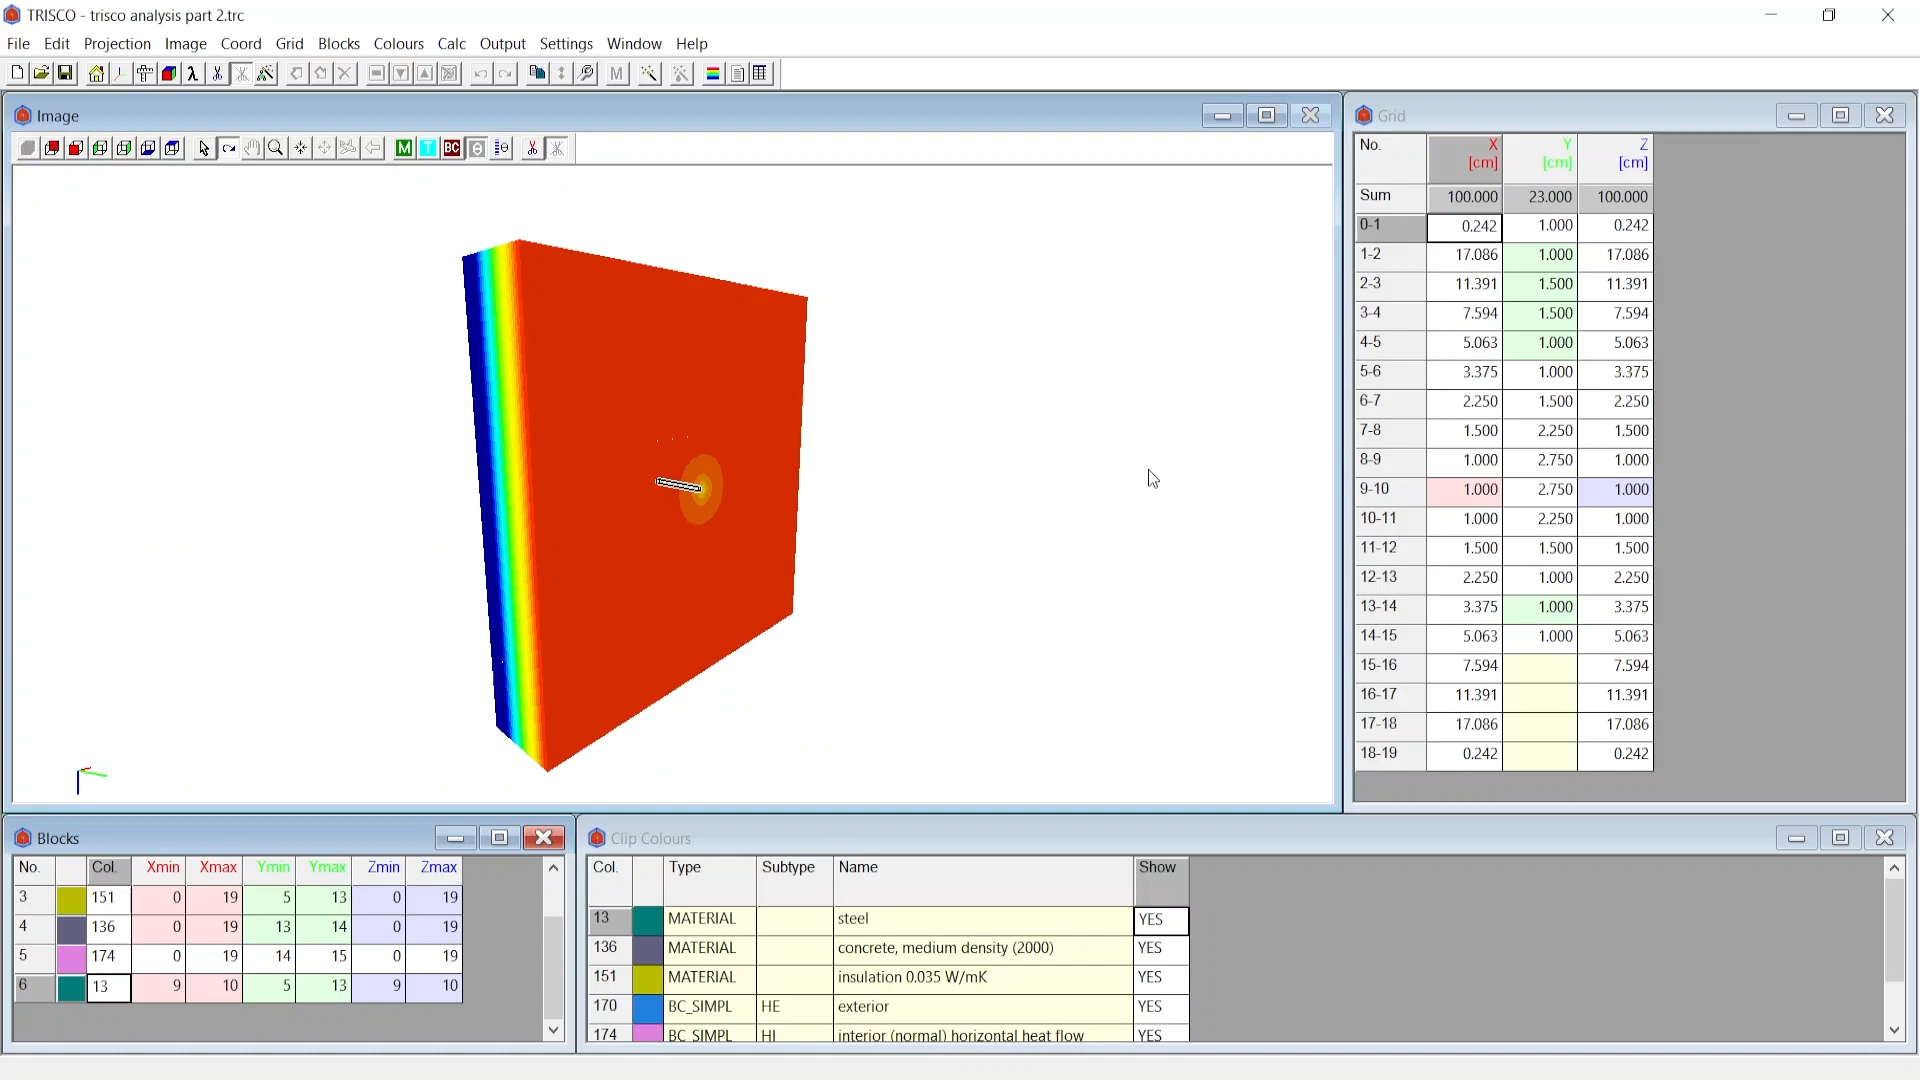 TRISCO - trisco analysis part 2.trc
File Edit Projection Image Coord Grid Blocks Colours Calc Output Settings Window Help
λ M
Image
M T BC
Grid
No. X [cm] Y [cm] Z [cm]
Sum 100.000 23.000 100.000
0-1 0.242 1.000 0.242
1-2 17.086 1.000 17.086
2-3 11.391 1.500 11.391
3-4 7.594 1.500 7.594
4-5 5.063 1.000 5.063
5-6 3.375 1.000 3.375
6-7 2.250 1.500 2.250
7-8 1.500 2.250 1.500
8-9 1.000 2.750 1.000
9-10 1.000 2.750 1.000
10-11 1.000 2.250 1.000
11-12 1.500 1.500 1.500
12-13 2.250 1.000 2.250
13-14 3.375 1.000 3.375
14-15 5.063 1.000 5.063
15-16 7.594 7.594
16-17 11.391 11.391
17-18 17.086 17.086
18-19 0.242 0.242
Blocks
No. Col. Xmin Xmax Ymin Ymax Zmin Zmax
3 151 0 19 5 13 0 19
4 136 0 19 13 14 0 19
5 174 0 19 14 15 0 19
6 13 9 10 5 13 9 10
Clip Colours
Col. Type Subtype Name Show
13 MATERIAL steel YES
136 MATERIAL concrete, medium density (2000) YES
151 MATERIAL insulation 0.035 W/mK YES
170 BC_SIMPL HE exterior YES
174 BC_SIMPL HI interior (normal) horizontal heat flow YES